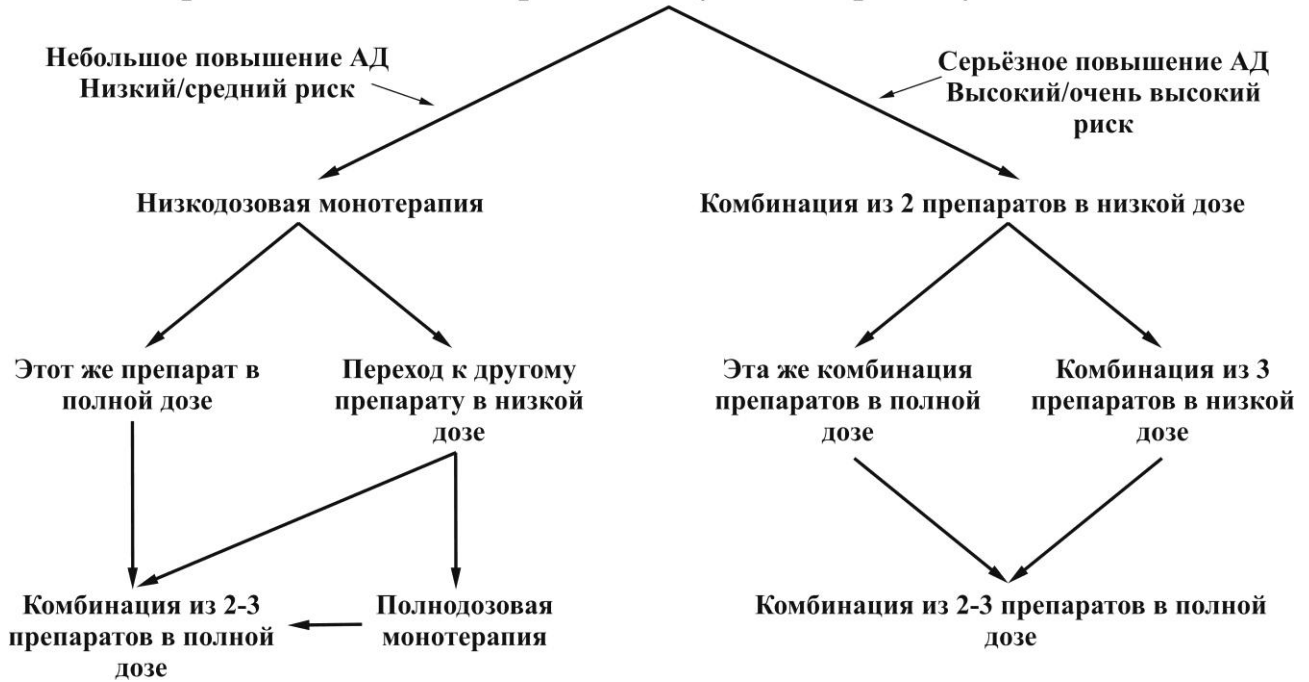 Небольшое повышение АД
Низкий/средний риск
Серьёзное повышение АД
Высокий/очень высокий
риск
Низкодозовая монотерапия
Комбинация из 2 препаратов в низкой дозе
Этот же препарат в
полной дозе
Переход к другому
препарату в низкой
дозе
Эта же комбинация
препаратов в полной
дозе
Комбинация из 3
препаратов в низкой
дозе
Комбинация из 2-3
препаратов в полной
дозе
Полнодозовая
монотерапия
Комбинация из 2-3 препаратов в полной
дозе